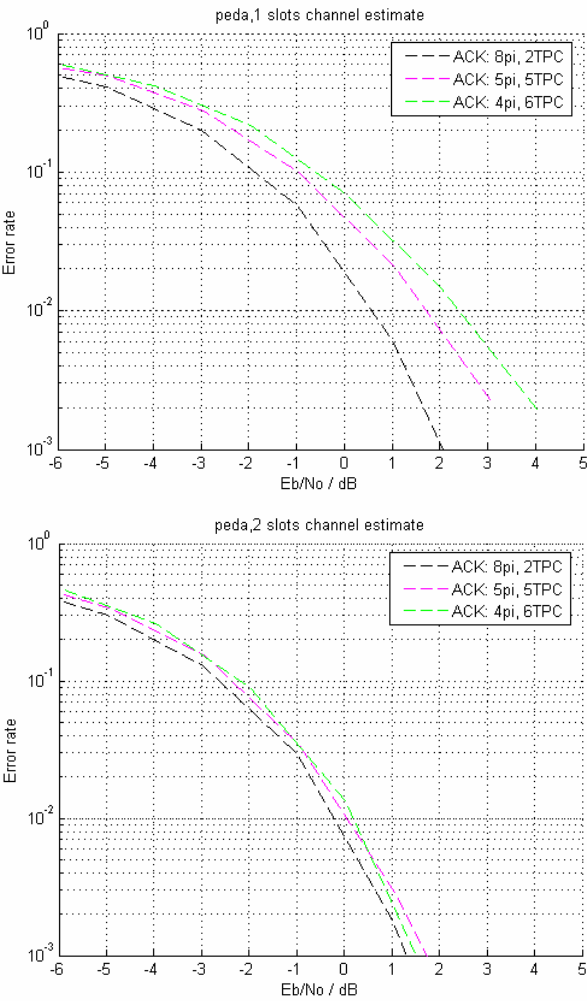 peda,1 slots channel estimate
10^0
10^-1
10^-2
10^-3
Error rate
ACK: 8pi, 2TPC
ACK: 5pi, 5TPC
ACK: 4pi, 6TPC
-6 -5 -4 -3 -2 -1 0 1 2 3 4 5
Eb/No / dB
peda,2 slots channel estimate
10^0
10^-1
10^-2
10^-3
Error rate
ACK: 8pi, 2TPC
ACK: 5pi, 5TPC
ACK: 4pi, 6TPC
-6 -5 -4 -3 -2 -1 0 1 2 3 4 5
Eb/No / dB